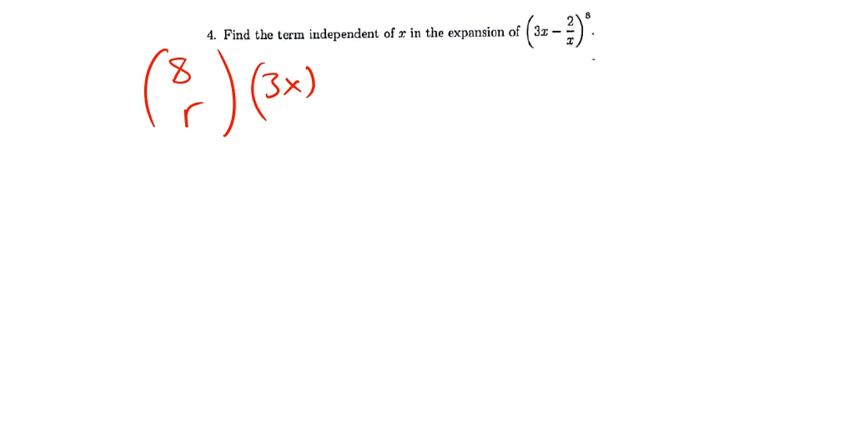 4. Find the term independent of x in the expansion of (3x − 2/x)^8.
(8 r) (3x)